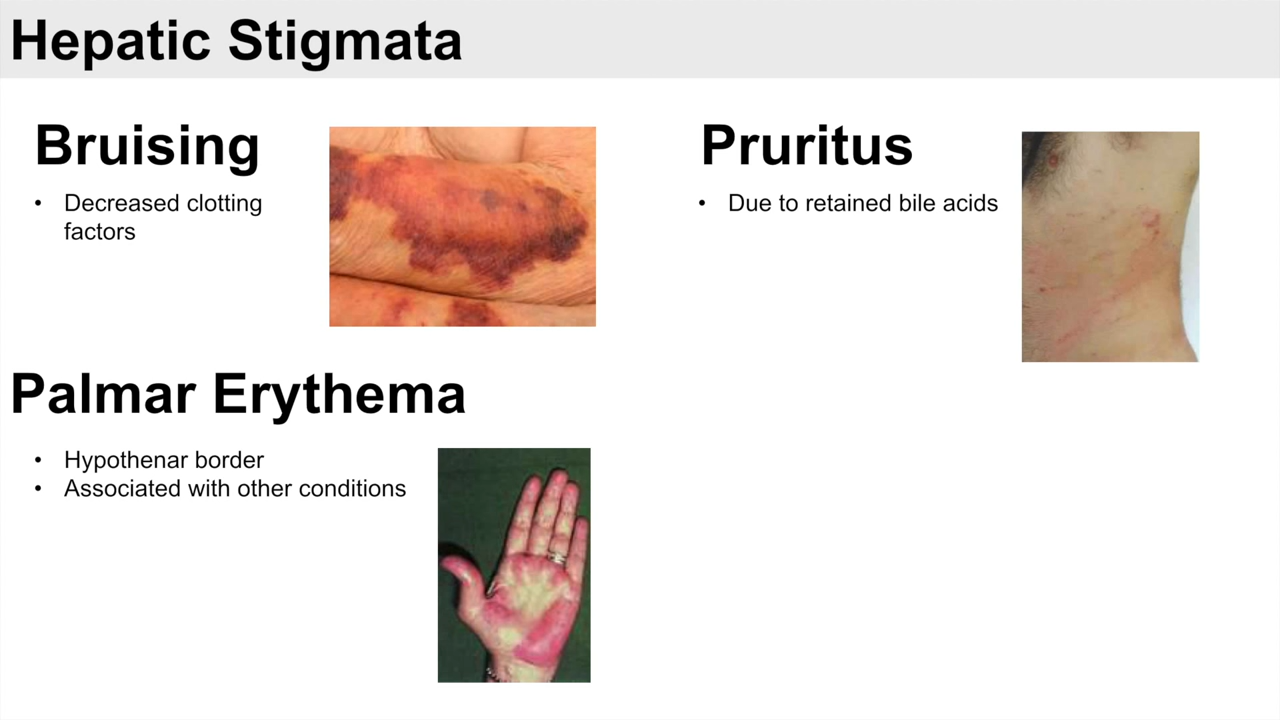 Hepatic Stigmata
Bruising
• Decreased clotting
factors
Pruritus
• Due to retained bile acids
Palmar Erythema
• Hypothenar border
• Associated with other conditions